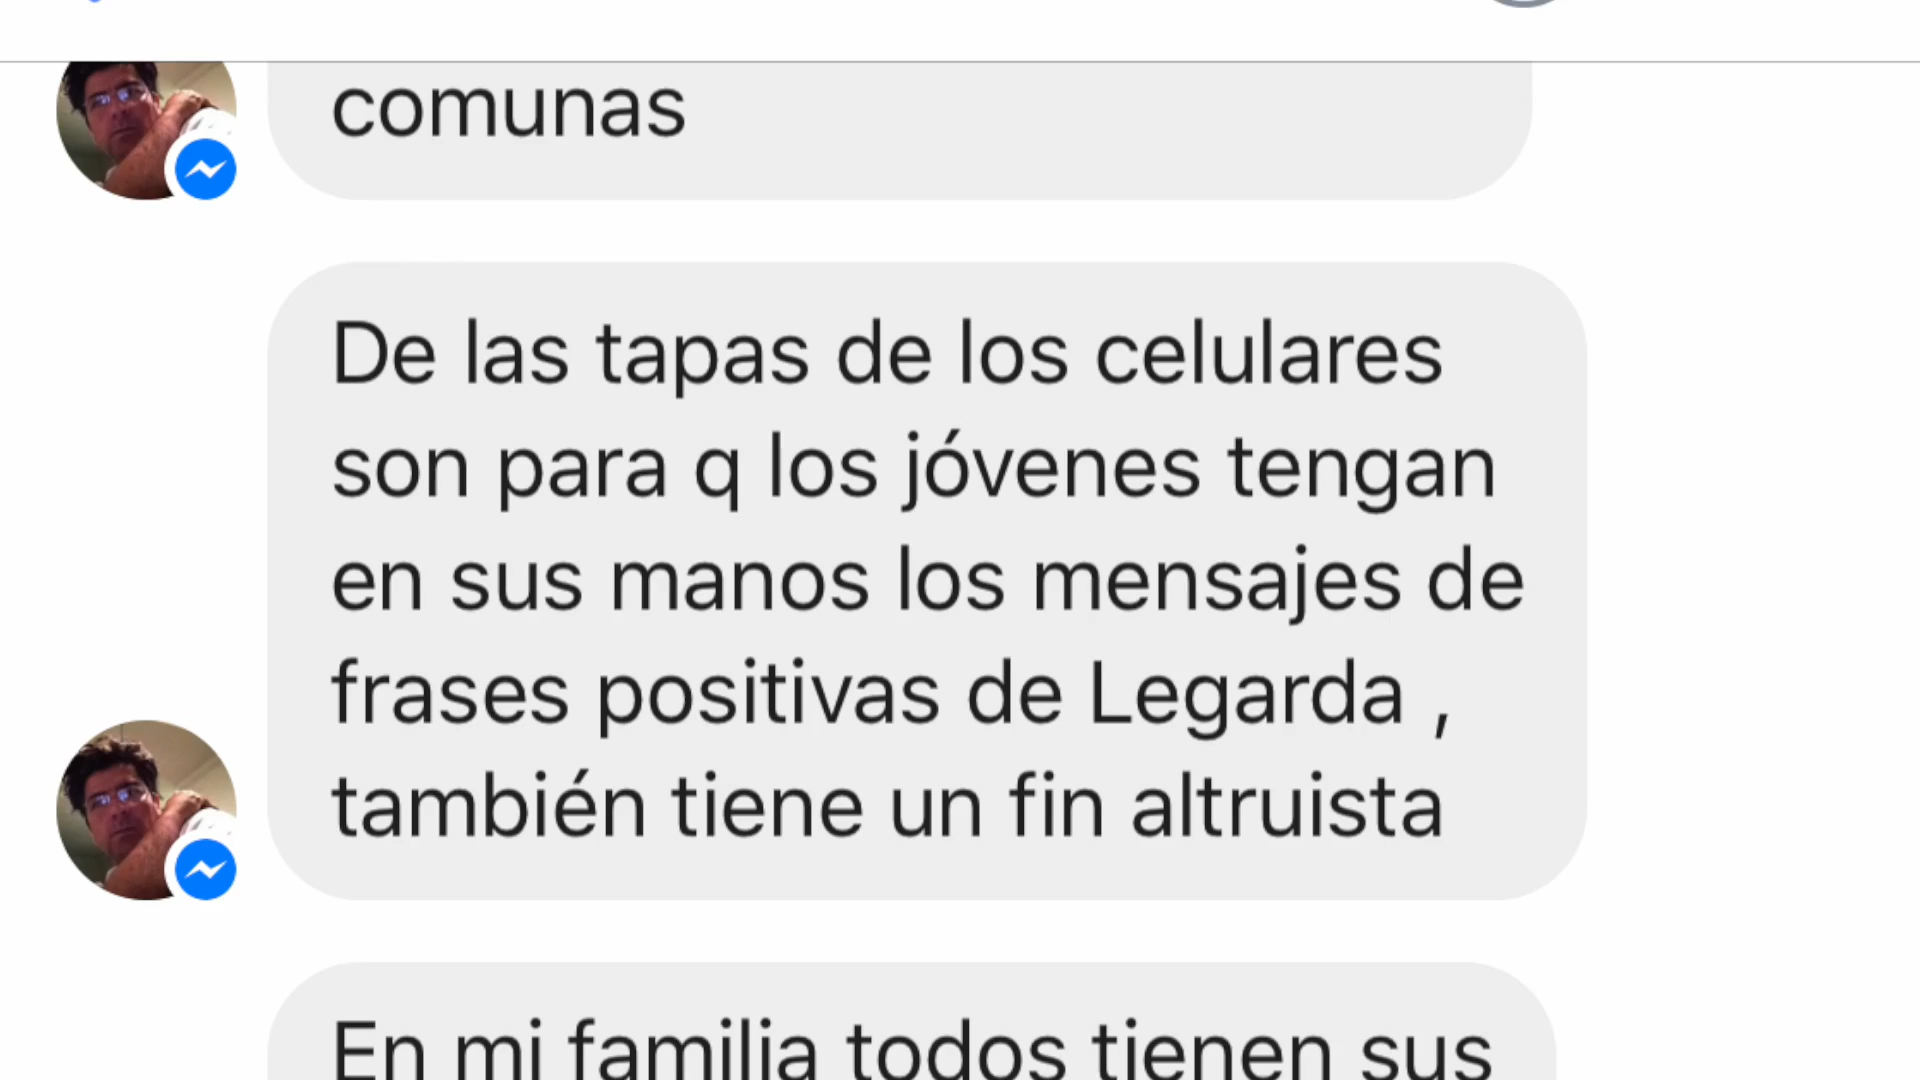 comunas
De las tapas de los celulares
son para q los jóvenes tengan
en sus manos los mensajes de
frases positivas de Legarda ,
también tiene un fin altruista
En mi familia todos tienen sus